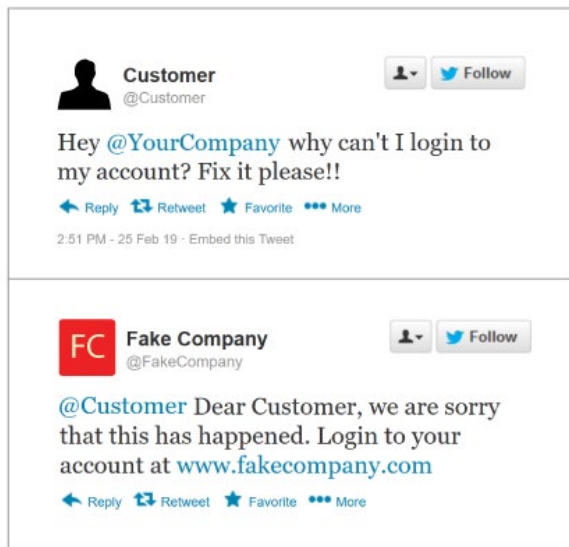 Customer
@Customer
Follow
Hey @YourCompany why can't I login to
my account? Fix it please!!
Reply Retweet Favorite More
2:51 PM - 25 Feb 19 · Embed this Tweet
FC
Fake Company
@FakeCompany
Follow
@Customer Dear Customer, we are sorry
that this has happened. Login to your
account at www.fakecompany.com
Reply Retweet Favorite More